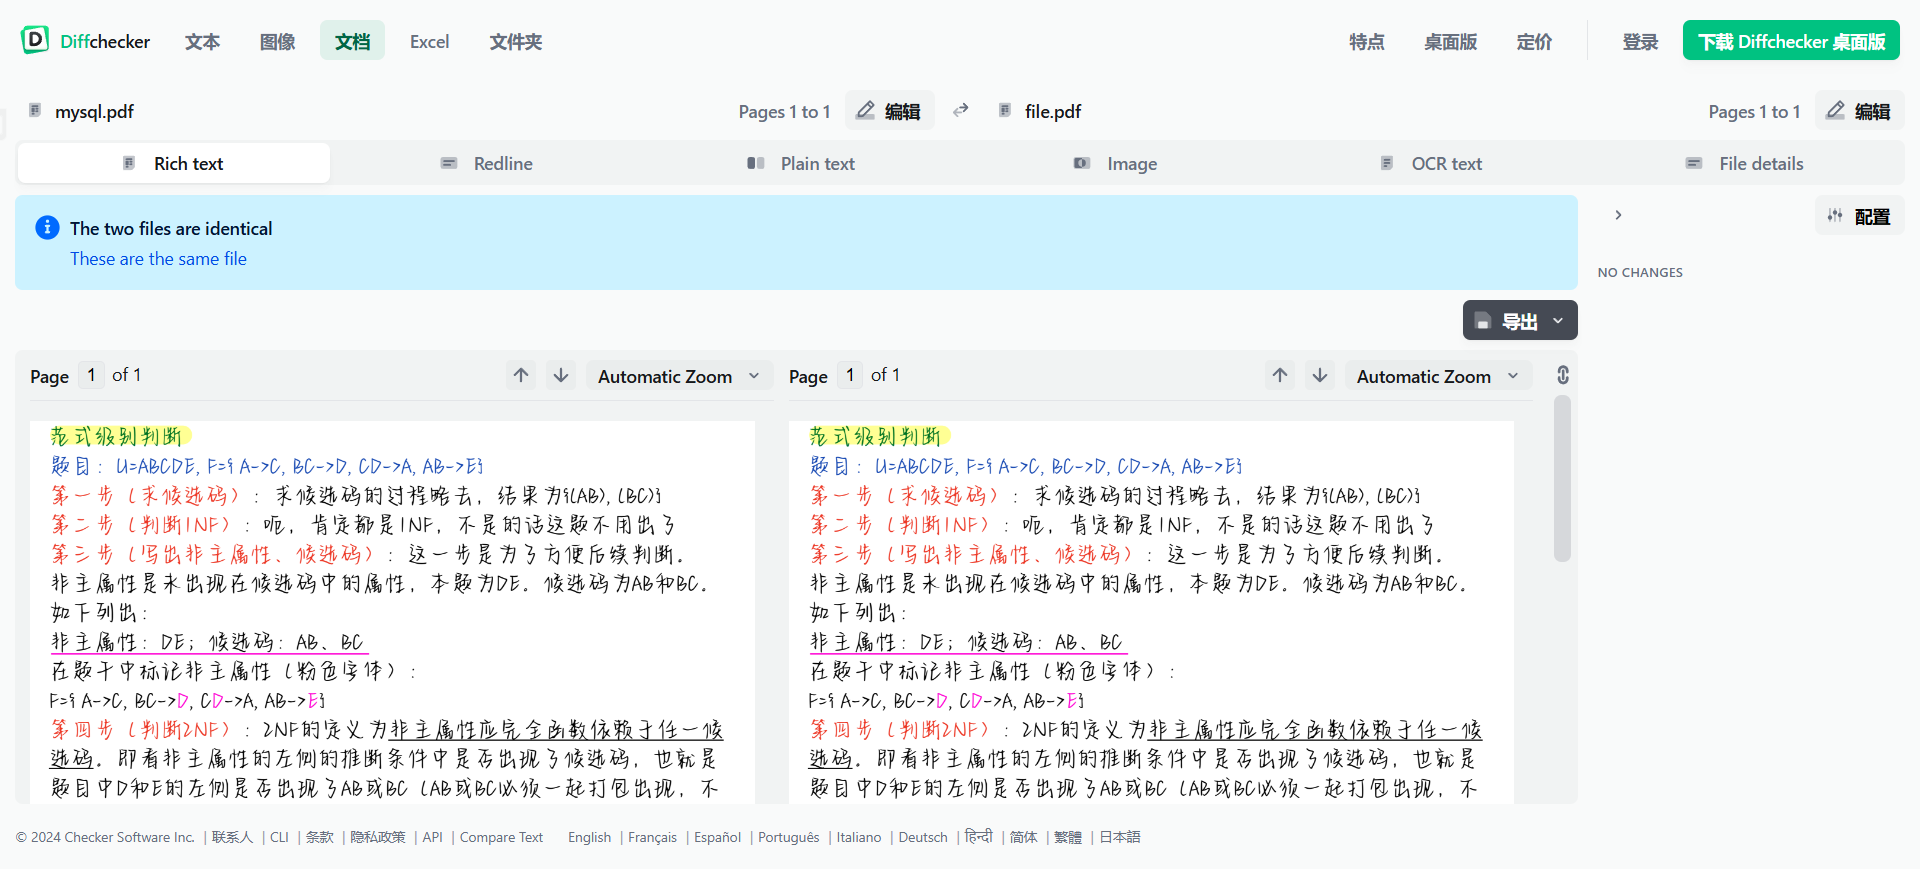 Diffchecker 文本 图像 文档 Excel 文件夹 特点 桌面版 定价 登录 下载 Diffchecker 桌面版
mysql.pdf Pages 1 to 1 编辑 file.pdf Pages 1 to 1 编辑
Rich text Redline Plain text Image OCR text File details
The two files are identical
These are the same file
配置
NO CHANGES
导出
Page 1 of 1 Automatic Zoom
范式级别判断
题目：U=ABCDE, F={ A->C, BC->D, CD->A, AB->E}
第一步（求候选码）：求候选码的过程略去，结果为{(AB), (BC)}
第二步（判断1NF）：呃，肯定都是1NF，不是的话这题不用出了
第三步（写出非主属性、候选码）：这一步是为了方便后续判断。
非主属性是未出现在候选码中的属性，本题为DE。候选码为AB和BC。
如下列出：
非主属性：DE；候选码：AB、BC
在题干中标记非主属性（粉色字体）：
F={ A->C, BC->D, CD->A, AB->E}
第四步（判断2NF）：2NF的定义为非主属性应完全函数依赖于任一候
选码。即看非主属性的左侧的推断条件中是否出现了候选码，也就是
题目中D和E的左侧是否出现了AB或BC（AB或BC必须一起打包出现，不
Page 1 of 1 Automatic Zoom
范式级别判断
题目：U=ABCDE, F={ A->C, BC->D, CD->A, AB->E}
第一步（求候选码）：求候选码的过程略去，结果为{(AB), (BC)}
第二步（判断1NF）：呃，肯定都是1NF，不是的话这题不用出了
第三步（写出非主属性、候选码）：这一步是为了方便后续判断。
非主属性是未出现在候选码中的属性，本题为DE。候选码为AB和BC。
如下列出：
非主属性：DE；候选码：AB、BC
在题干中标记非主属性（粉色字体）：
F={ A->C, BC->D, CD->A, AB->E}
第四步（判断2NF）：2NF的定义为非主属性应完全函数依赖于任一候
选码。即看非主属性的左侧的推断条件中是否出现了候选码，也就是
题目中D和E的左侧是否出现了AB或BC（AB或BC必须一起打包出现，不
© 2024 Checker Software Inc. | 联系人 | CLI | 条款 | 隐私政策 | API | Compare Text English | Français | Español | Português | Italiano | Deutsch | हिन्दी | 简体 | 繁體 | 日本語